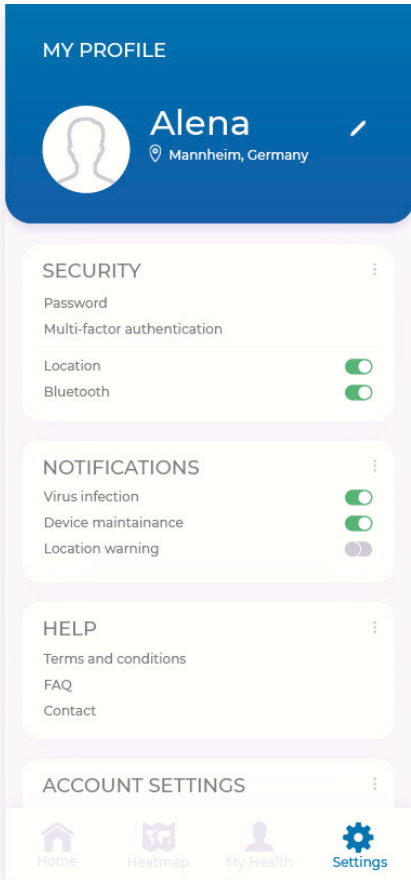 MY PROFILE
Alena
Mannheim, Germany
SECURITY
Password
Multi-factor authentication
Location
Bluetooth
NOTIFICATIONS
Virus infection
Device maintainance
Location warning
HELP
Terms and conditions
FAQ
Contact
ACCOUNT SETTINGS
Home Heatmap My Health Settings